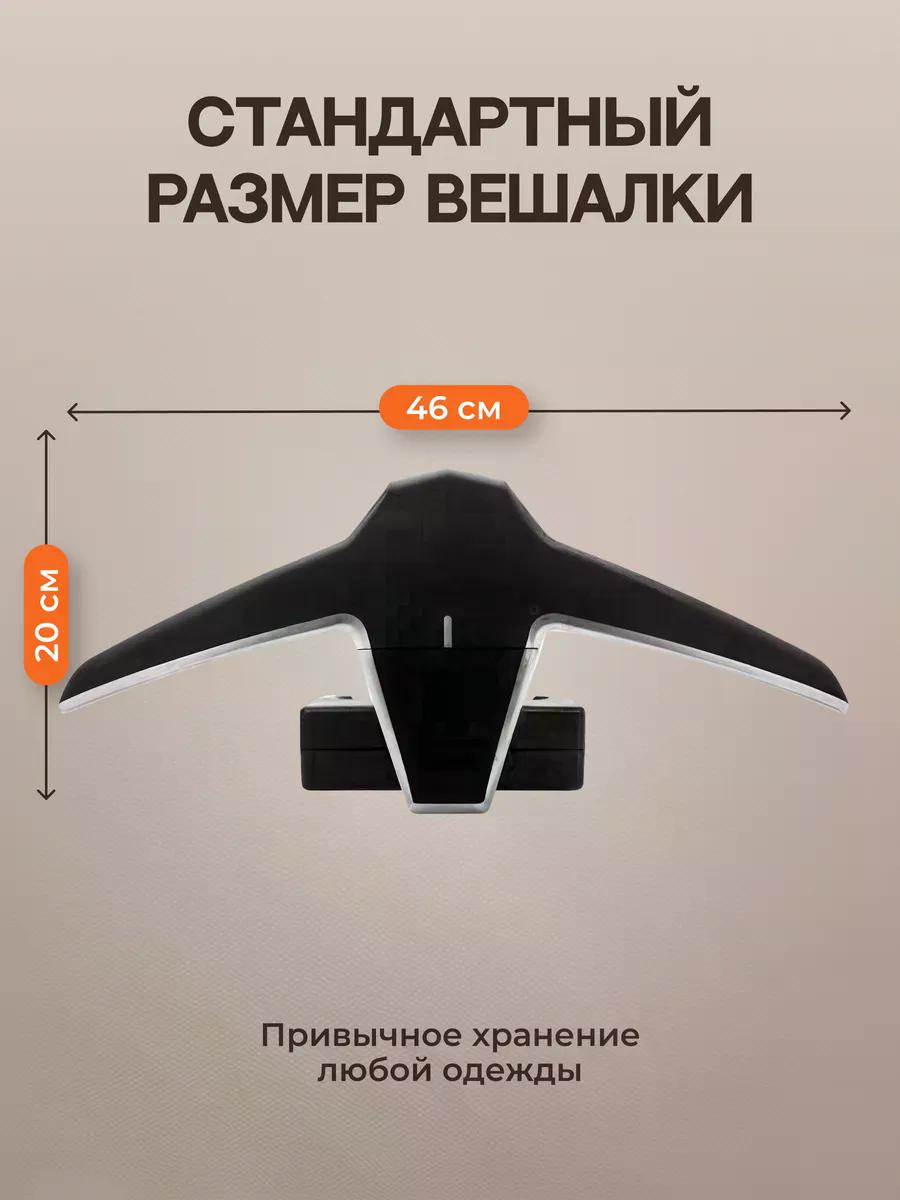 СТАНДАРТНЫЙ
РАЗМЕР ВЕШАЛКИ
46 см
20 см
Привычное хранение
любой одежды